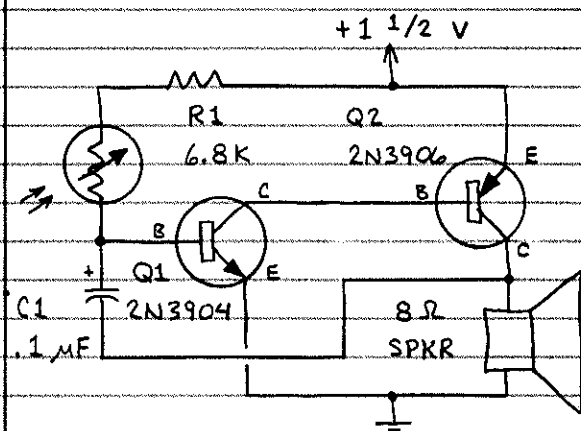 +1 1/2 V
R1
6.8K
Q2
2N3906
E
B
C
C
B
E
+
Q1
2N3904
C1
.1 µF
8 Ω
SPKR